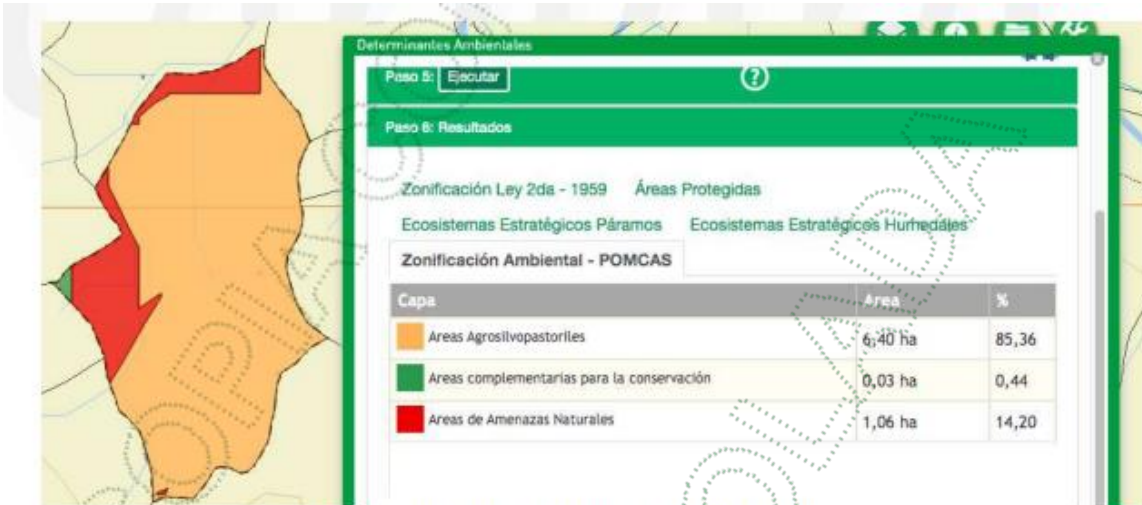 Determinantes Ambientales
Paso 5: Ejecutar ?
Paso 6: Resultados
Zonificación Ley 2da - 1959 Áreas Protegidas
Ecosistemas Estratégicos Páramos Ecosistemas Estratégicos Humedales
Zonificación Ambiental - POMCAS
Capa Area %
Areas Agrosilvopastoriles 6,40 ha 85,36
Areas complementarias para la conservación 0,03 ha 0,44
Areas de Amenazas Naturales 1,06 ha 14,20